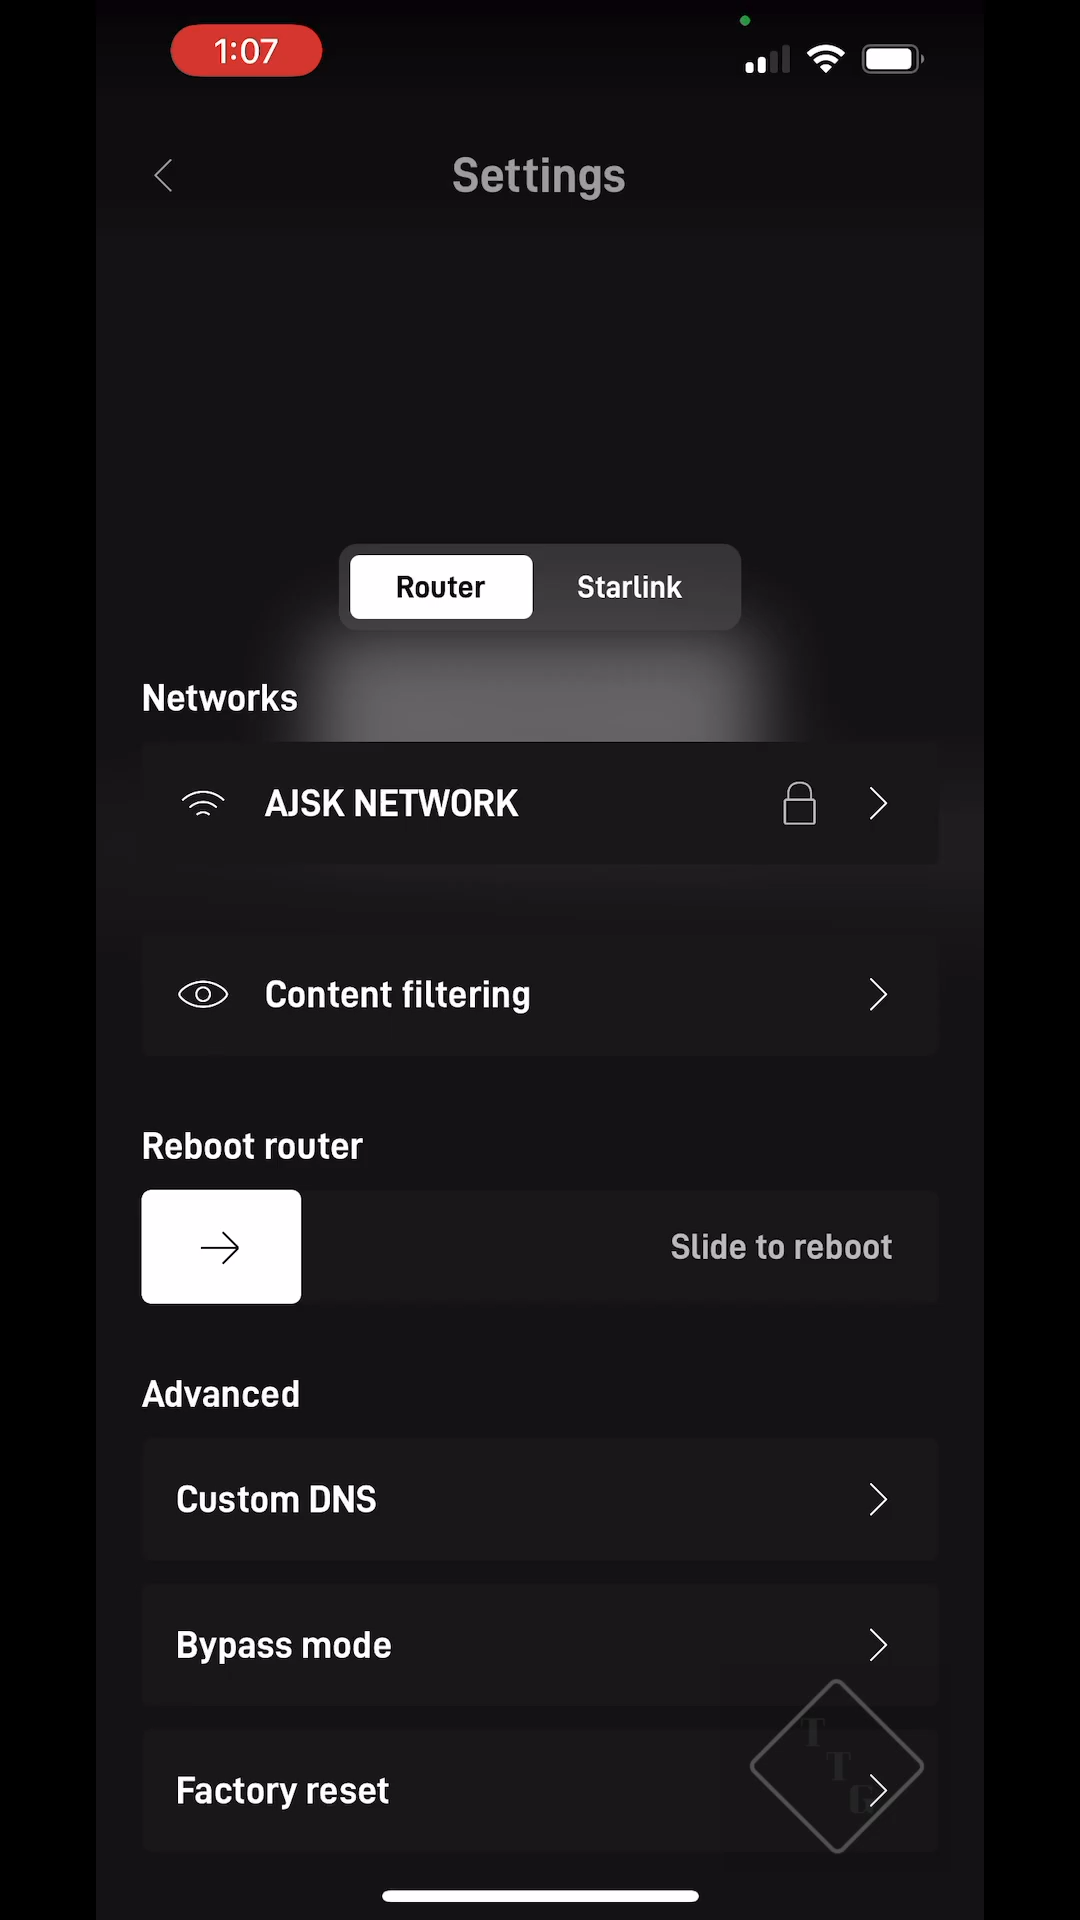 1:07
Settings
Router
Starlink
Networks
AJSK NETWORK
Content filtering
Reboot router
Slide to reboot
Advanced
Custom DNS
Bypass mode
Factory reset
T
T
G